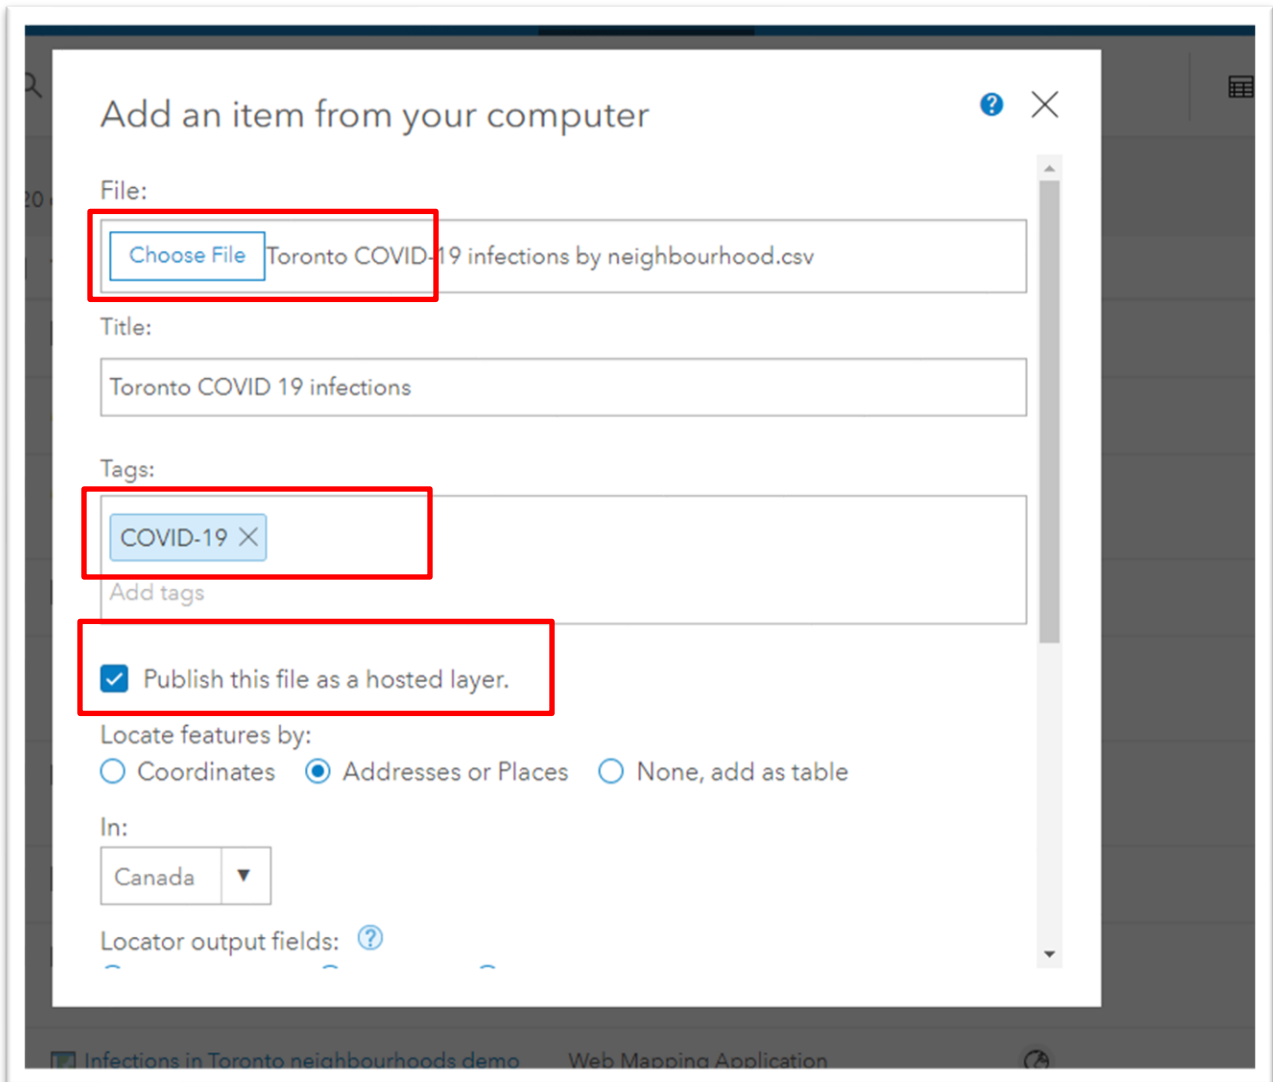 Add an item from your computer
File:
Choose File Toronto COVID-19 infections by neighbourhood.csv
Title:
Toronto COVID 19 infections
Tags:
COVID-19
Add tags
Publish this file as a hosted layer.
Locate features by:
Coordinates Addresses or Places None, add as table
In:
Canada
Locator output fields:
Infections in Toronto neighbourhoods demo Web Mapping Application